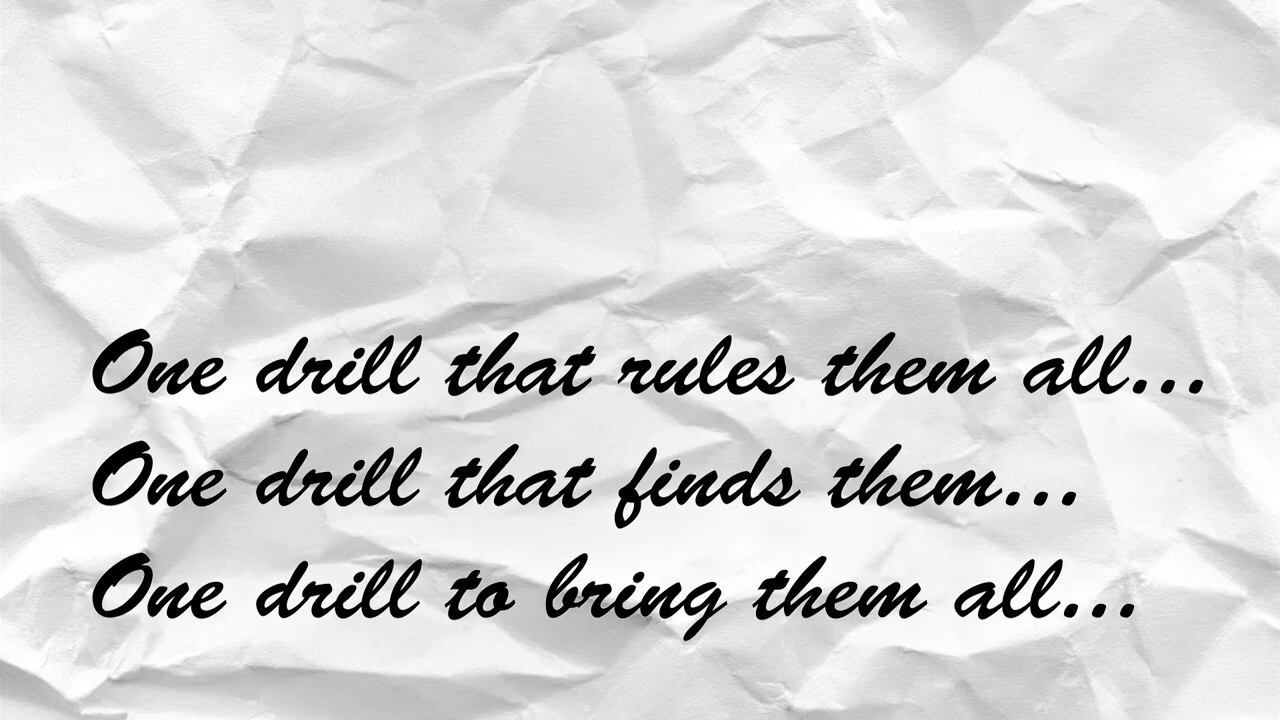 One drill that rules them all...
One drill that finds them...
One drill to bring them all...